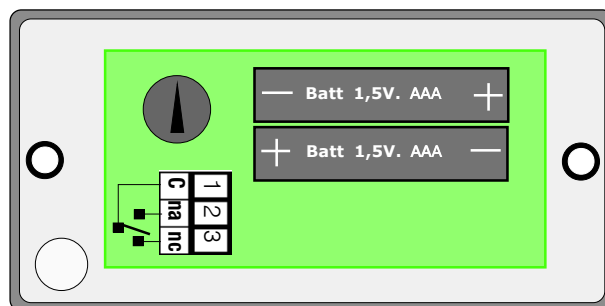 — Batt 1,5V. AAA +
+ Batt 1,5V. AAA —
C 1
na 2
nc 3